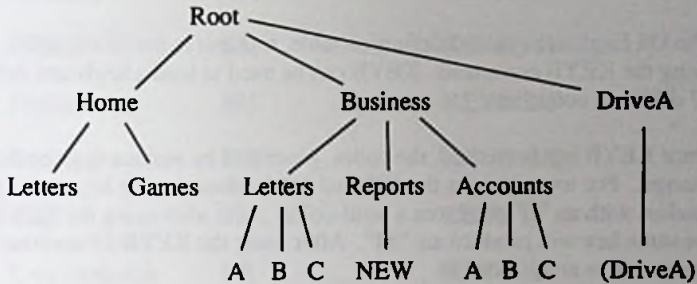 Root
Home Business DriveA
Letters Games Letters Reports Accounts
A B C NEW A B C (DriveA)